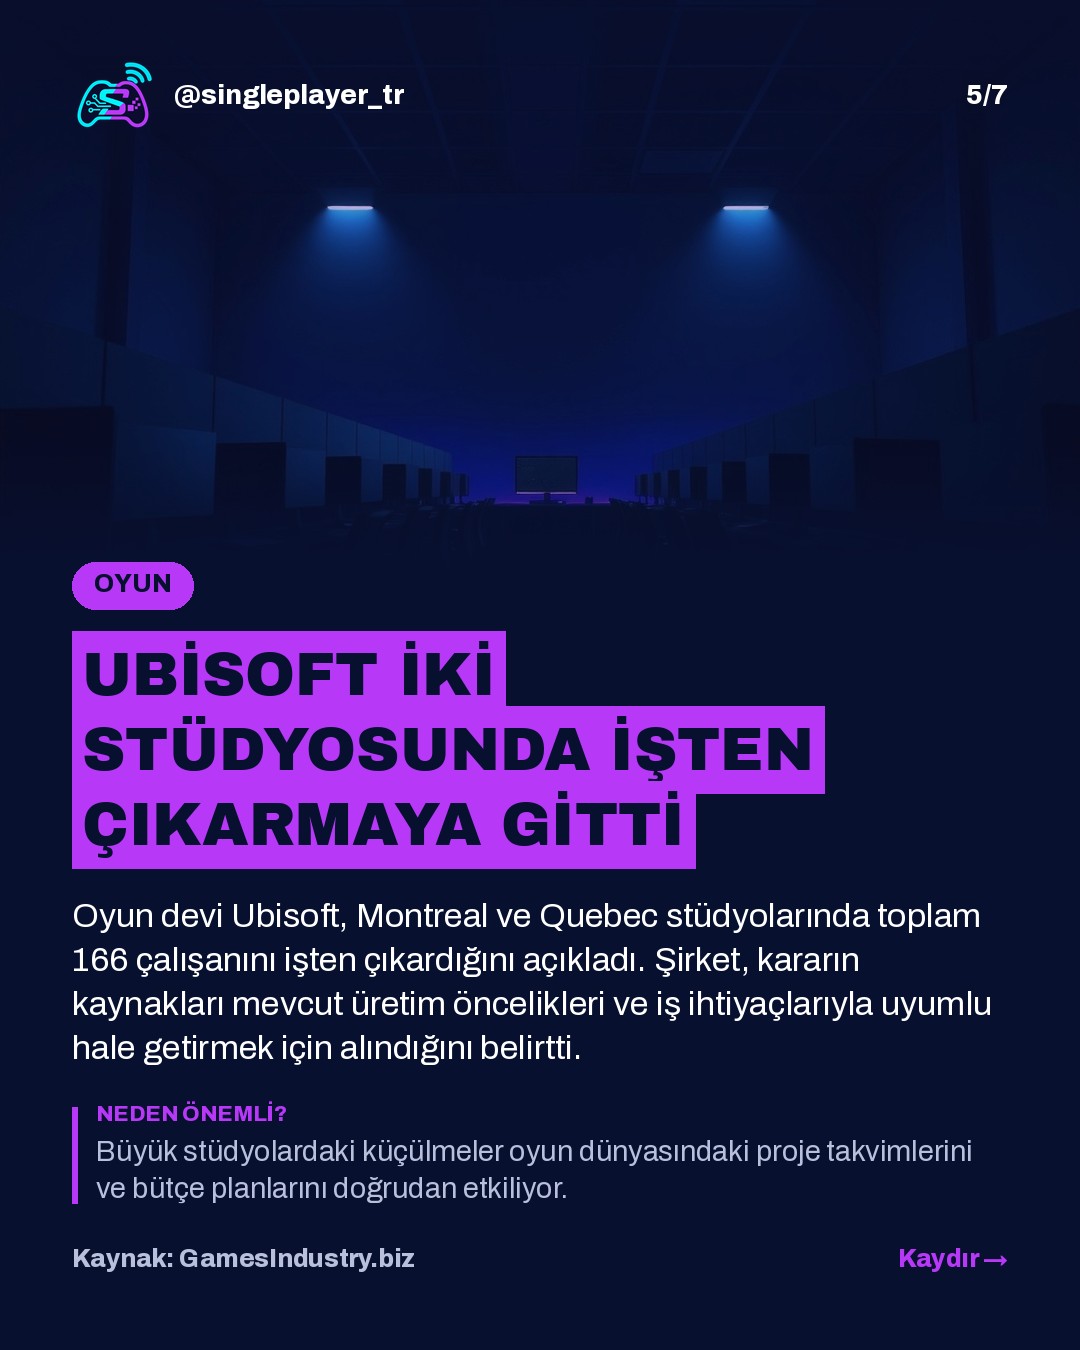 @singleplayer_tr
5/7
OYUN
UBİSOFT İKİ
STÜDYOSUNDA İŞTEN
ÇIKARMAYA GİTTİ
Oyun devi Ubisoft, Montreal ve Quebec stüdyolarında toplam
166 çalışanını işten çıkardığını açıkladı. Şirket, kararın
kaynakları mevcut üretim öncelikleri ve iş ihtiyaçlarıyla uyumlu
hale getirmek için alındığını belirtti.
NEDEN ÖNEMLİ?
Büyük stüdyolardaki küçülmeler oyun dünyasındaki proje takvimlerini
ve bütçe planlarını doğrudan etkiliyor.
Kaynak: GamesIndustry.biz
Kaydır→